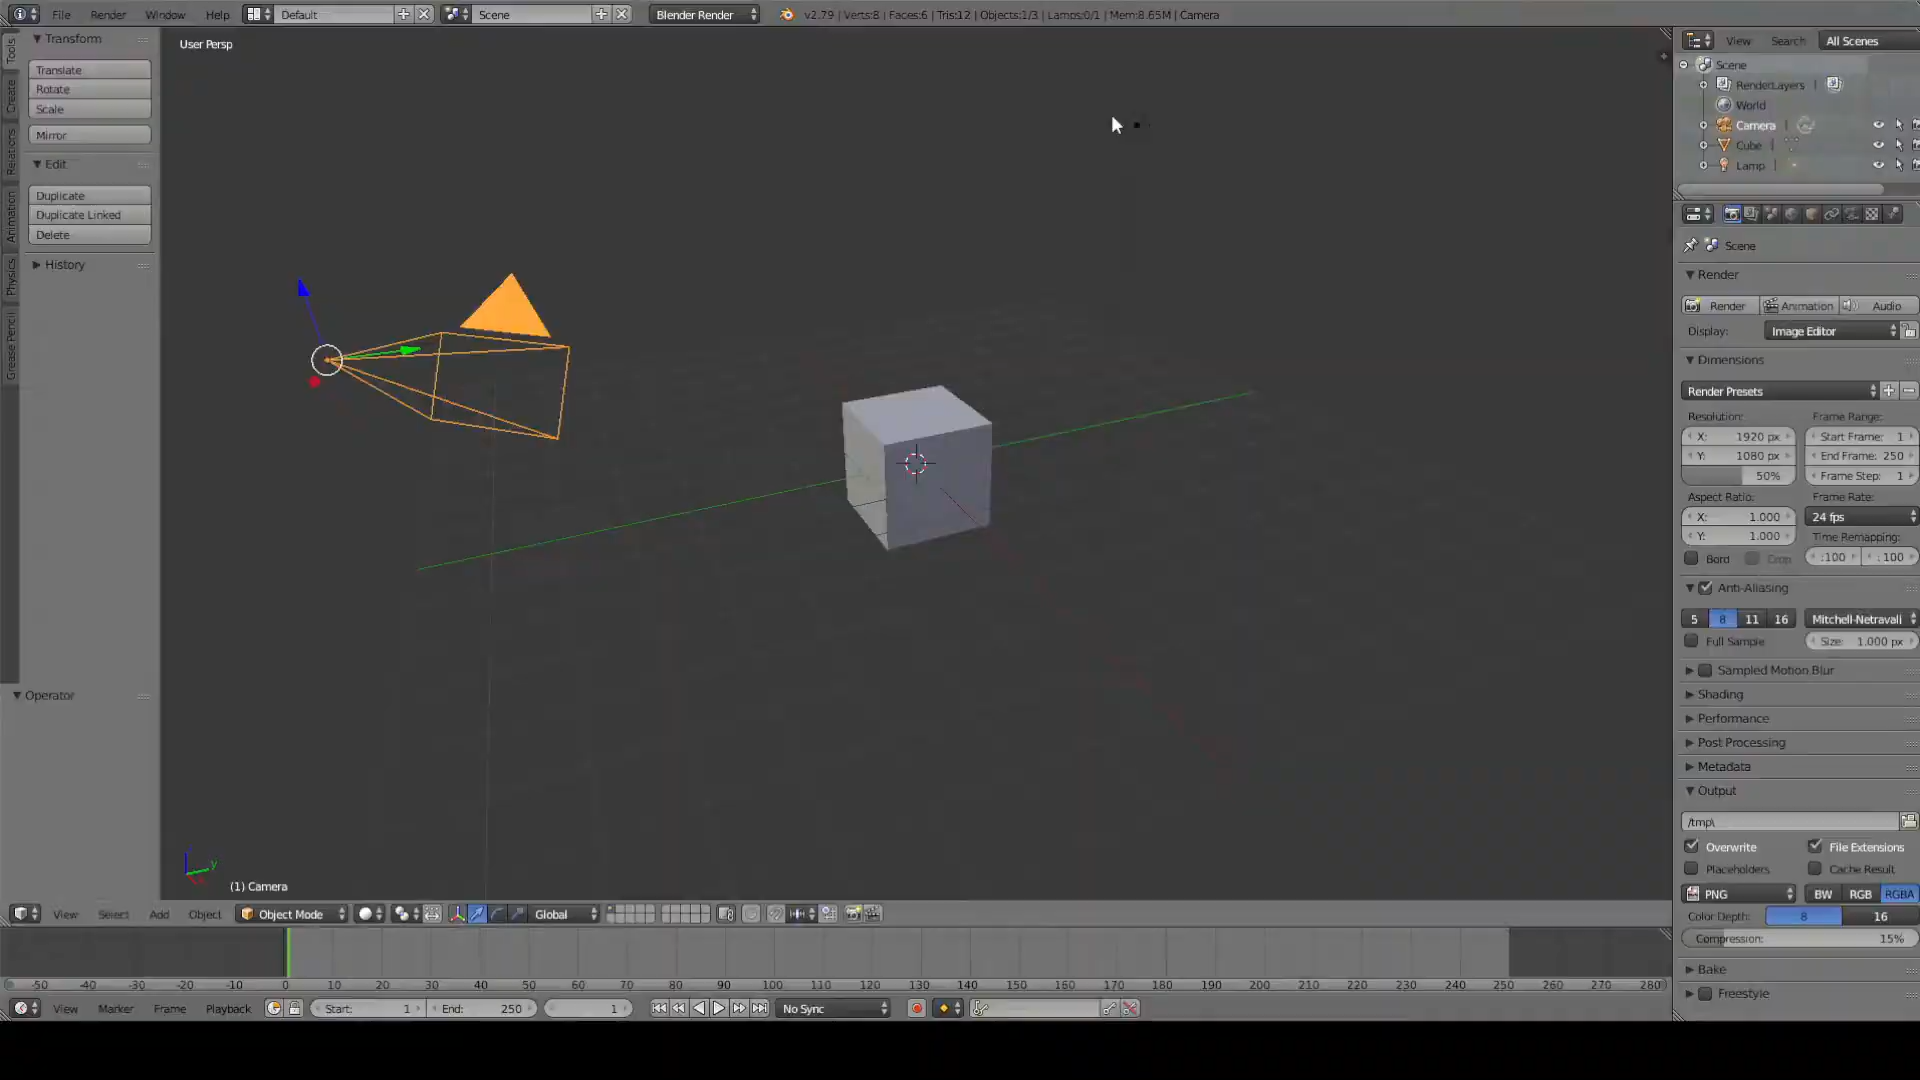 File Render Window Help Default Scene Blender Render v2.79 | Verts:8 | Faces:6 | Tris:12 | Objects:1/3 | Lamps:0/1 | Mem:8.65M | Camera
Tools
Create
Relations
Animation
Physics
Grease Pencil
Transform
Translate
Rotate
Scale
Mirror
Edit
Duplicate
Duplicate Linked
Delete
History
Operator
User Persp
y
(1) Camera
View Select Add Object Object Mode Global
-50 -40 -30 -20 -10 0 10 20 30 40 50 60 70 80 90 100 110 120 130 140 150 160 170 180 190 200 210 220 230 240 250 260 270 280
View Marker Frame Playback Start: 1 End: 250 1 No Sync
View Search All Scenes
Scene
RenderLayers
World
Camera
Cube
Lamp
Scene
Render
Render Animation Audio
Display: Image Editor
Dimensions
Render Presets
Resolution: Frame Range:
X: 1920 px Start Frame: 1
Y: 1080 px End Frame: 250
50% Frame Step: 1
Aspect Ratio: Frame Rate:
X: 1.000 24 fps
Y: 1.000 Time Remapping:
Bord Crop :100 :100
Anti-Aliasing
5 8 11 16 Mitchell-Netravali
Full Sample Size: 1.000 px
Sampled Motion Blur
Shading
Performance
Post Processing
Metadata
Output
/tmp\
Overwrite File Extensions
Placeholders Cache Result
PNG BW RGB RGBA
Color Depth: 8 16
Compression: 15%
Bake
Freestyle